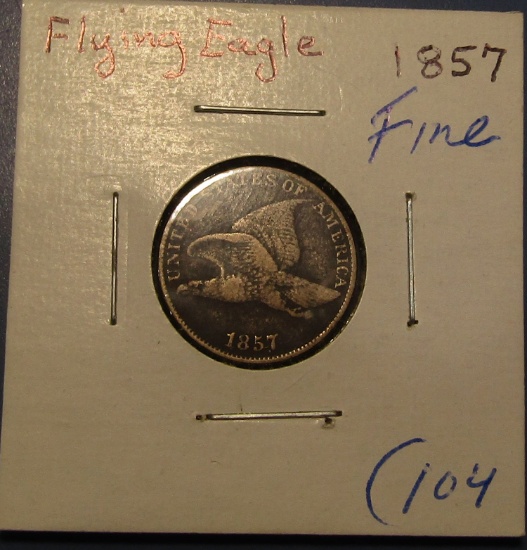 Flying Eagle 1857
Fine
UNITED STATES OF AMERICA
1857
(104